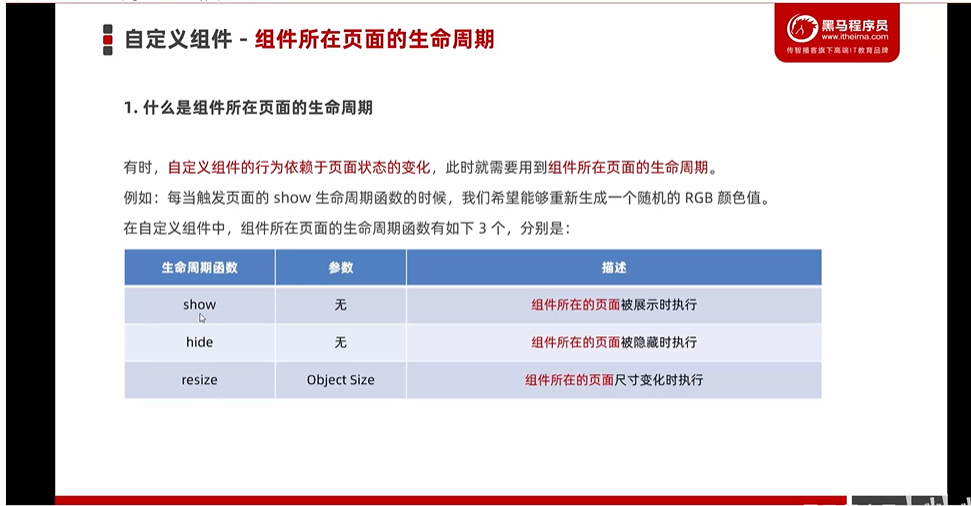 自定义组件 - 组件所在页面的生命周期
黑马程序员
www.itheima.com
传智播客旗下高端IT教育品牌
1. 什么是组件所在页面的生命周期
有时，自定义组件的行为依赖于页面状态的变化，此时就需要用到组件所在页面的生命周期。
例如：每当触发页面的 show 生命周期函数的时候，我们希望能够重新生成一个随机的 RGB 颜色值。
在自定义组件中，组件所在页面的生命周期函数有如下 3 个，分别是：
生命周期函数 参数 描述
show 无 组件所在的页面被展示时执行
hide 无 组件所在的页面被隐藏时执行
resize Object Size 组件所在的页面尺寸变化时执行